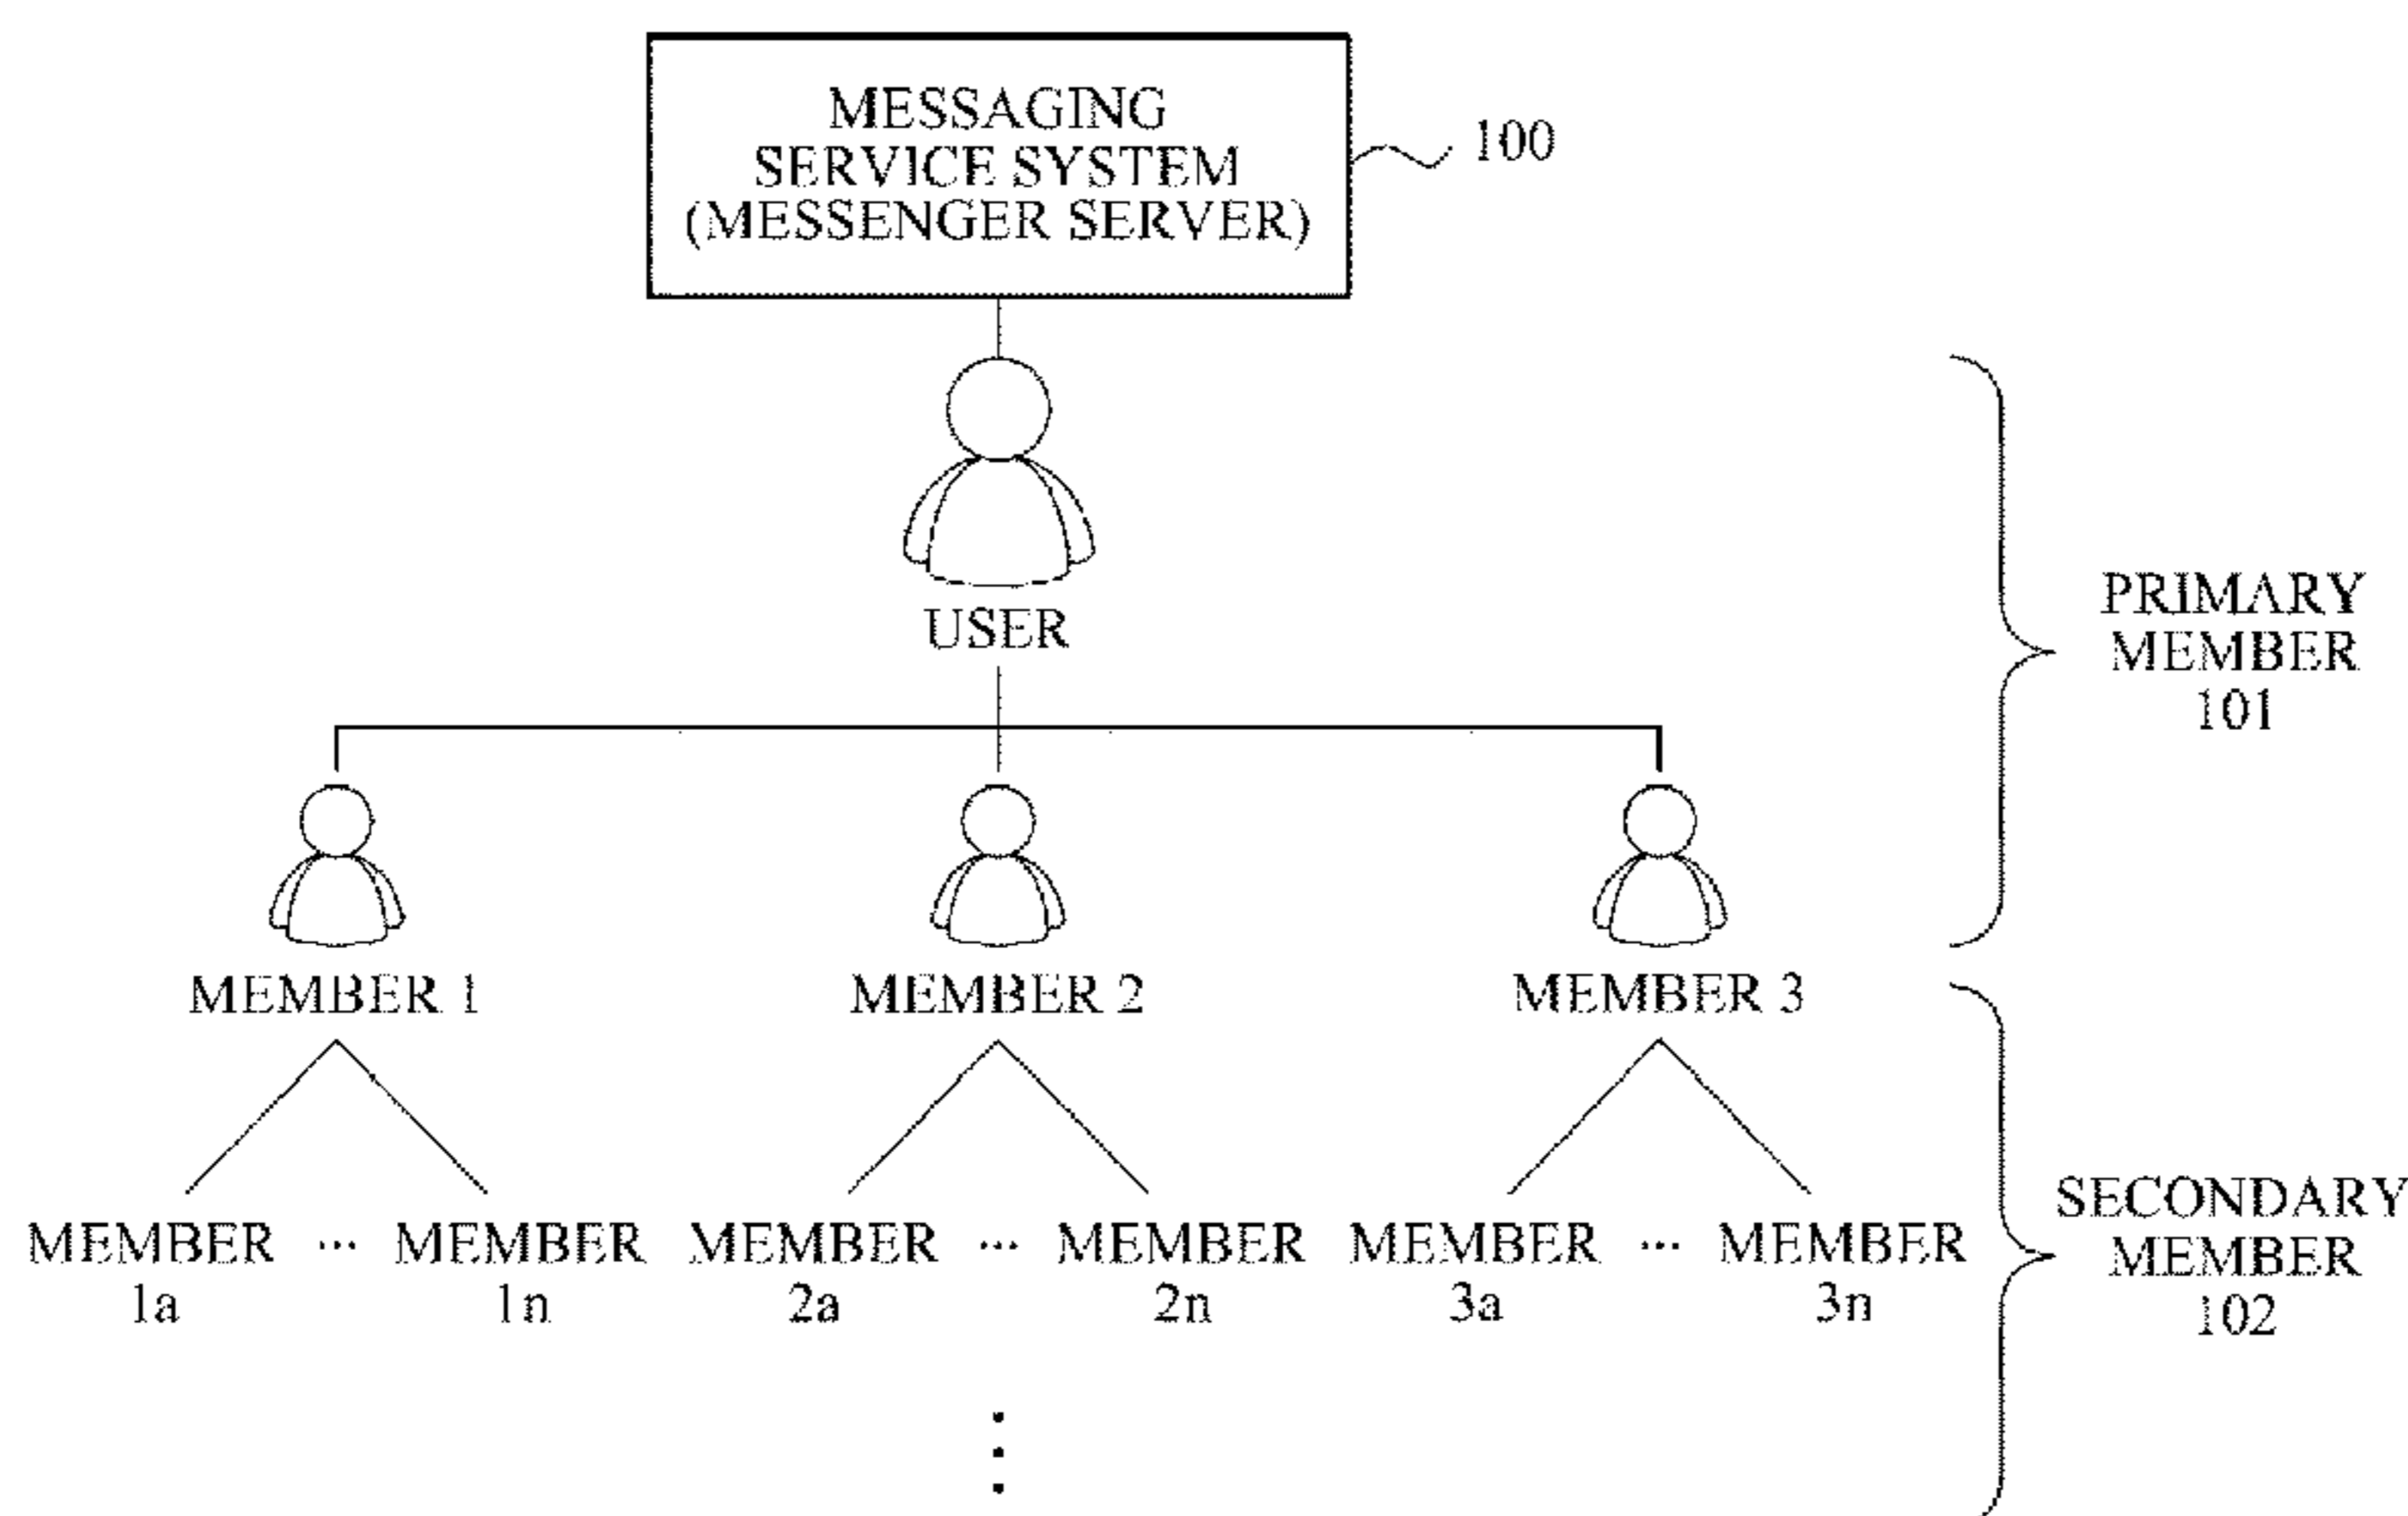 MESSAGING
SERVICE SYSTEM
(MESSENGER SERVER)
100
USER
PRIMARY
MEMBER
101
MEMBER 1
MEMBER 2
MEMBER 3
MEMBER ... MEMBER
1a 1n
MEMBER ... MEMBER
2a 2n
MEMBER ... MEMBER
3a 3n
SECONDARY
MEMBER
102